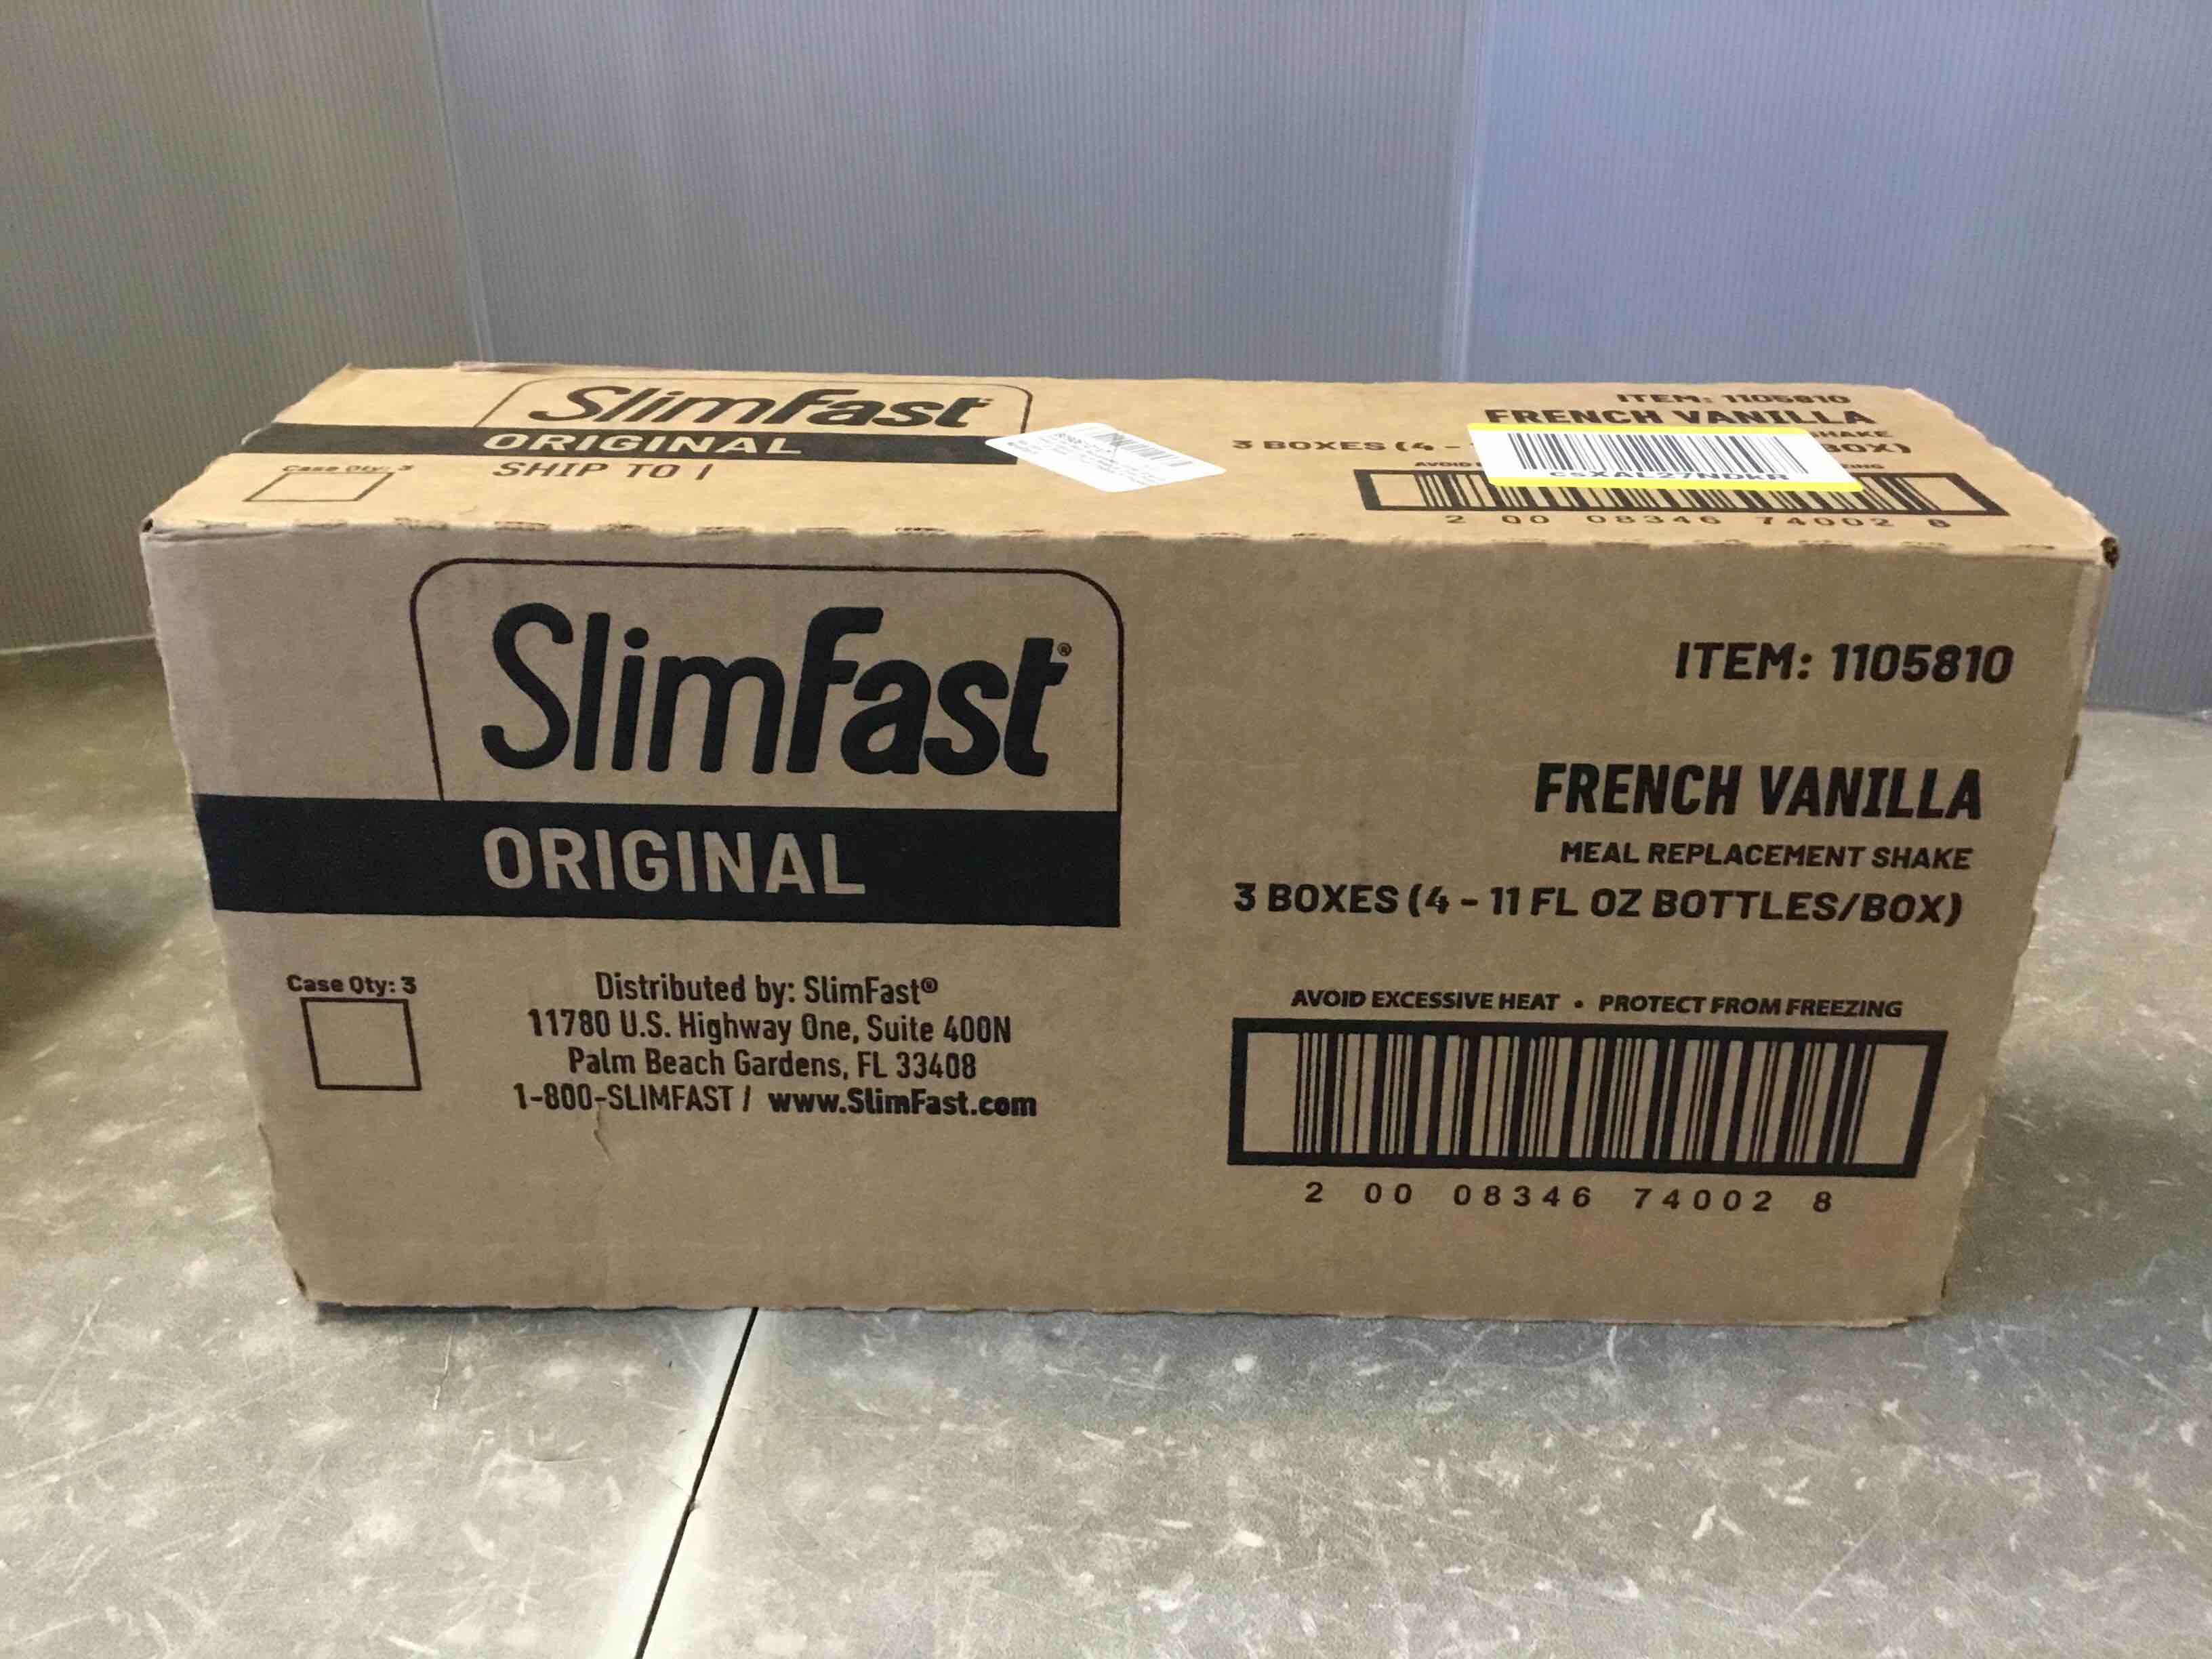 SlimFast
ORIGINAL
SHIP TO
Case Qty: 3
ITEM: 1105810
FRENCH VANILLA
SHAKE
3 BOXES (4 - BOX)
AVOID
CSXAL27NDKR
2 00 08346 74002 8
SlimFast®
ORIGINAL
ITEM: 1105810
FRENCH VANILLA
MEAL REPLACEMENT SHAKE
3 BOXES (4 - 11 FL OZ BOTTLES/BOX)
Case Qty: 3
Distributed by: SlimFast®
11780 U.S. Highway One, Suite 400N
Palm Beach Gardens, FL 33408
1-800-SLIMFAST / www.SlimFast.com
AVOID EXCESSIVE HEAT • PROTECT FROM FREEZING
2 00 08346 74002 8